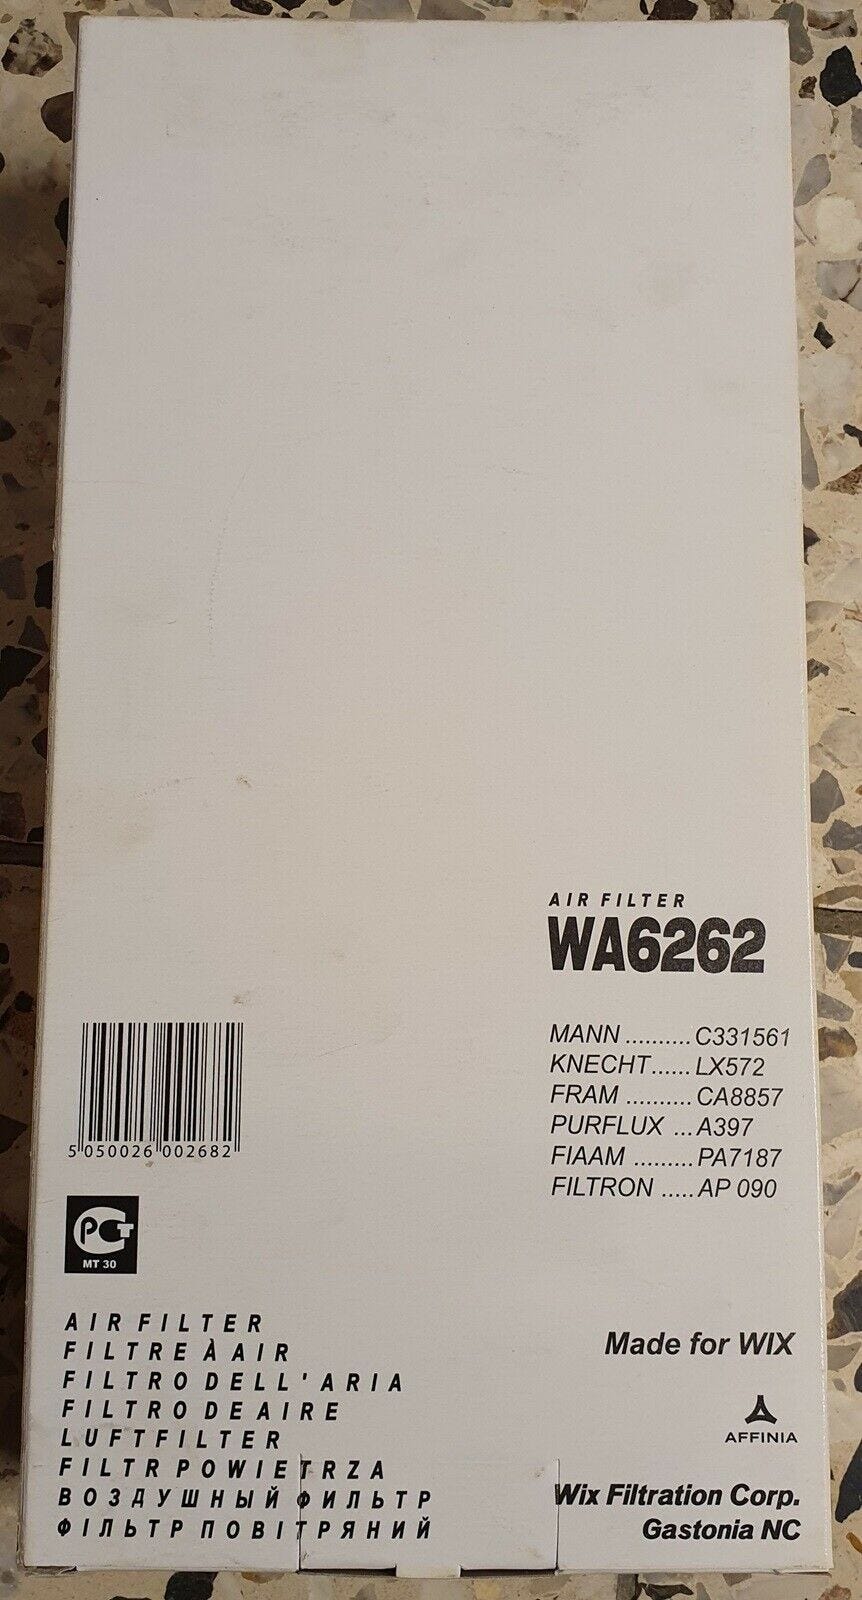 AIR FILTER
WA6262
MANN ..........C331561
KNECHT......LX572
FRAM ..........CA8857
PURFLUX ...A397
FIAAM .........PA7187
FILTRON .....AP 090
5 050026 002682
РСТ
MT 30
AIR FILTER
FILTRE À AIR
FILTRO DELL'ARIA
FILTRO DE AIRE
LUFTFILTER
FILTR POWIETRZA
ВОЗДУШНЫЙ ФИЛЬТР
ФІЛЬТР ПОВІТРЯНИЙ
Made for WIX
AFFINIA
Wix Filtration Corp.
Gastonia NC